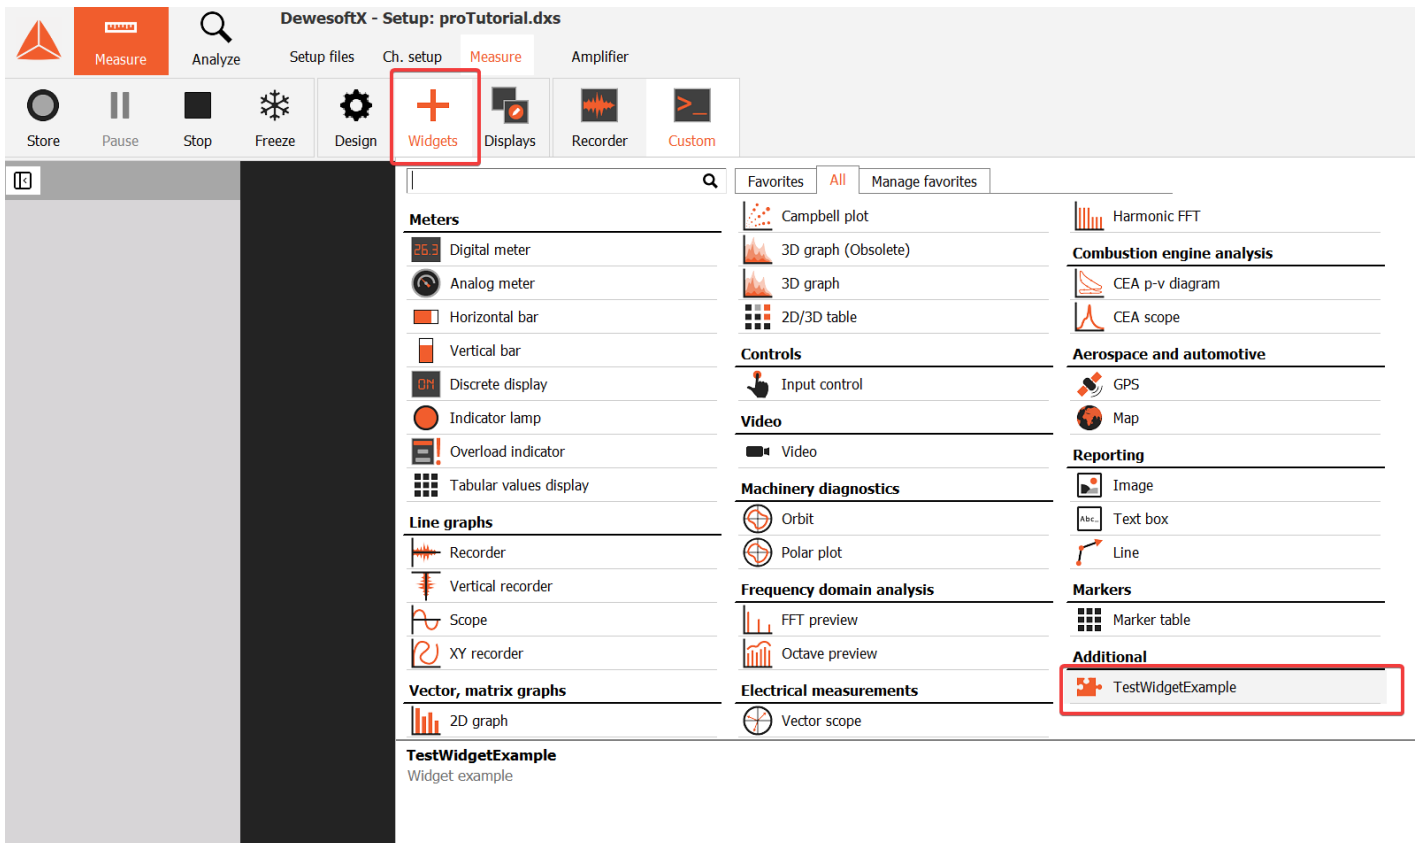 DewesoftX - Setup: proTutorial.dxs
Measure
Analyze
Setup files
Ch. setup
Measure
Amplifier
Store
Pause
Stop
Freeze
Design
Widgets
Displays
Recorder
Custom
Favorites
All
Manage favorites
Meters
26.3 Digital meter
Analog meter
Horizontal bar
Vertical bar
ON Discrete display
Indicator lamp
Overload indicator
Tabular values display
Line graphs
Recorder
Vertical recorder
Scope
XY recorder
Vector, matrix graphs
2D graph
Campbell plot
3D graph (Obsolete)
3D graph
2D/3D table
Controls
Input control
Video
Video
Machinery diagnostics
Orbit
Polar plot
Frequency domain analysis
FFT preview
Octave preview
Electrical measurements
Vector scope
Harmonic FFT
Combustion engine analysis
CEA p-v diagram
CEA scope
Aerospace and automotive
GPS
Map
Reporting
Image
Abc_ Text box
Line
Markers
Marker table
Additional
TestWidgetExample
TestWidgetExample
Widget example